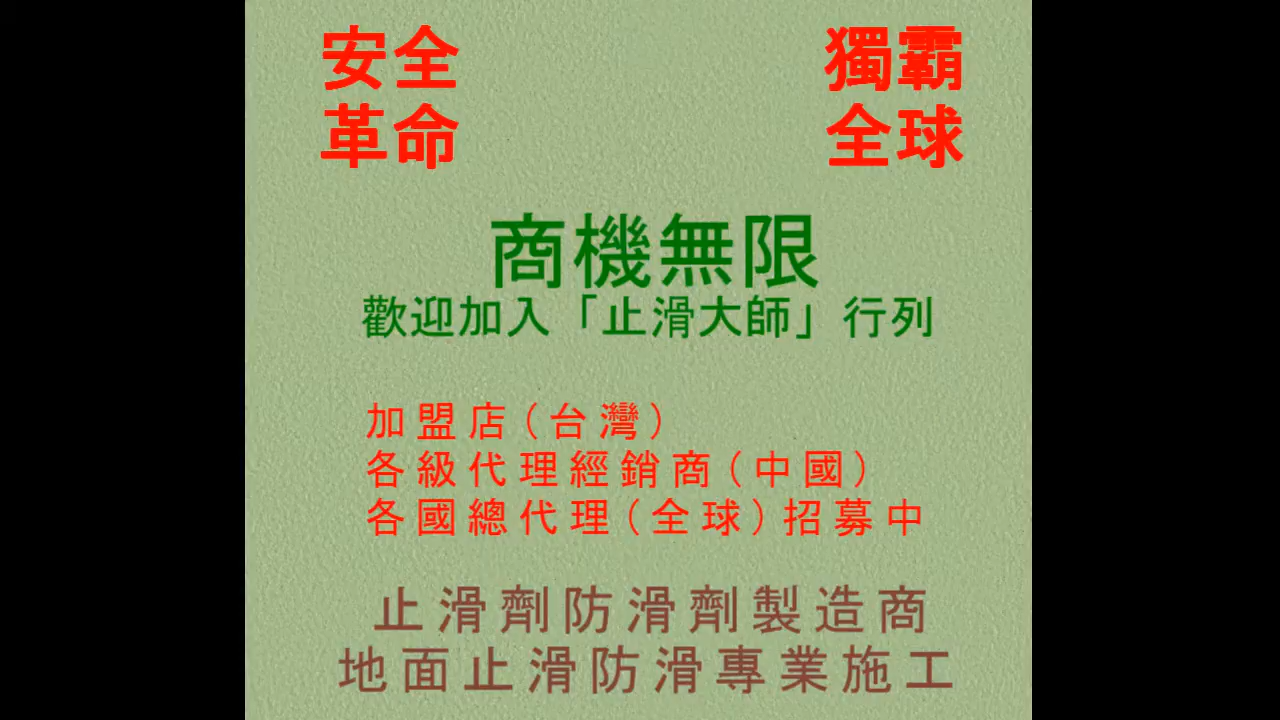 安全
革命
獨霸
全球
商機無限
歡迎加入「止滑大師」行列
加盟店(台灣)
各級代理經銷商(中國)
各國總代理(全球)招募中
止滑劑防滑劑製造商
地面止滑防滑專業施工